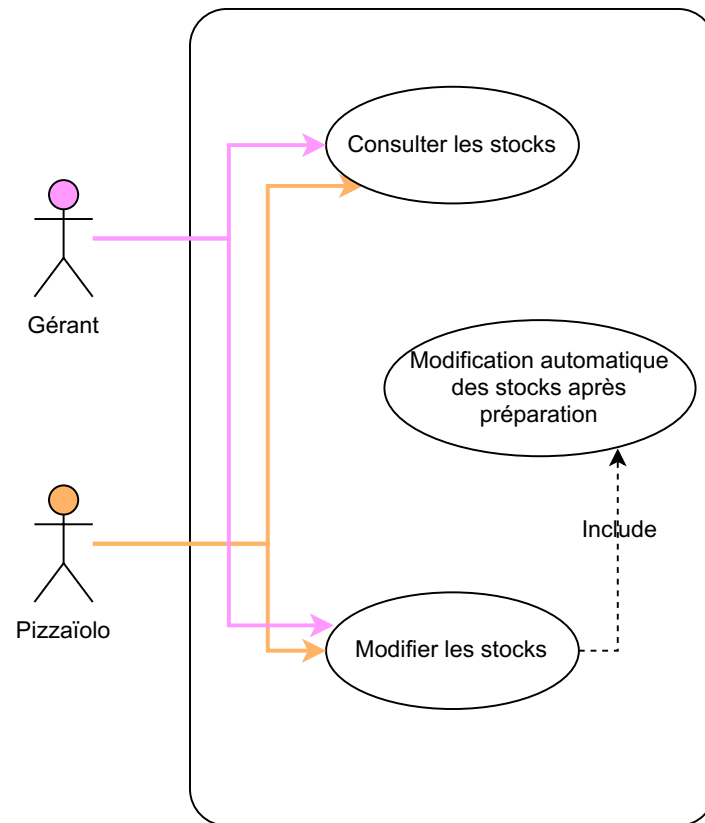 Consulter les stocks
Gérant
Modification automatique
des stocks après
préparation
Include
Pizzaïolo
Modifier les stocks